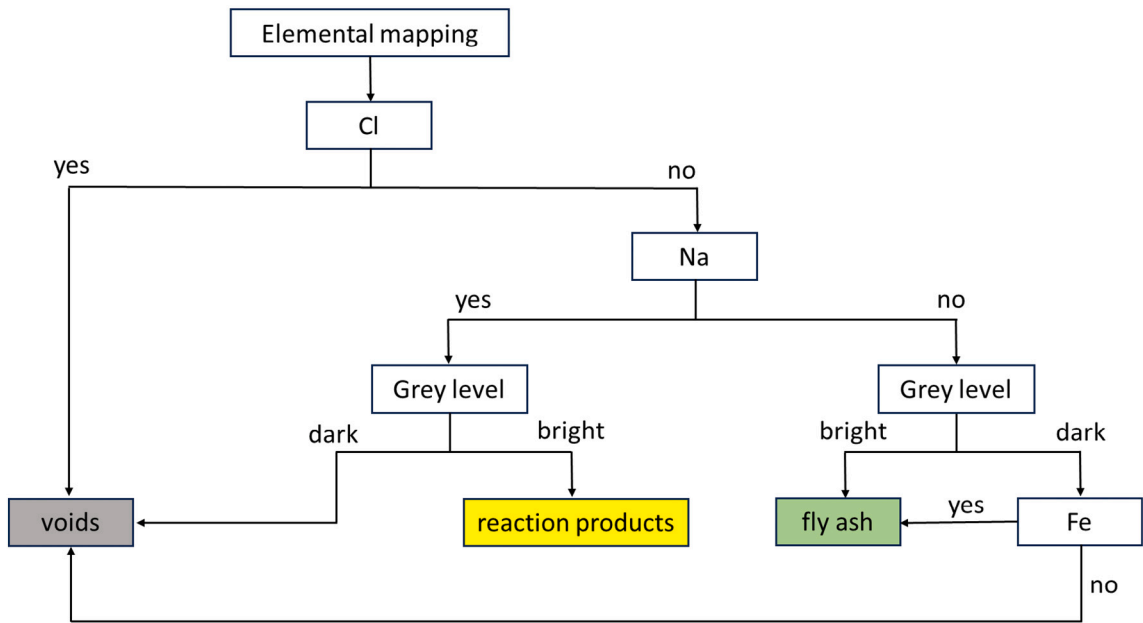 Elemental mapping
Cl
yes
no
Na
yes
no
Grey level
Grey level
dark
bright
bright
dark
voids
reaction products
fly ash
yes
Fe
no